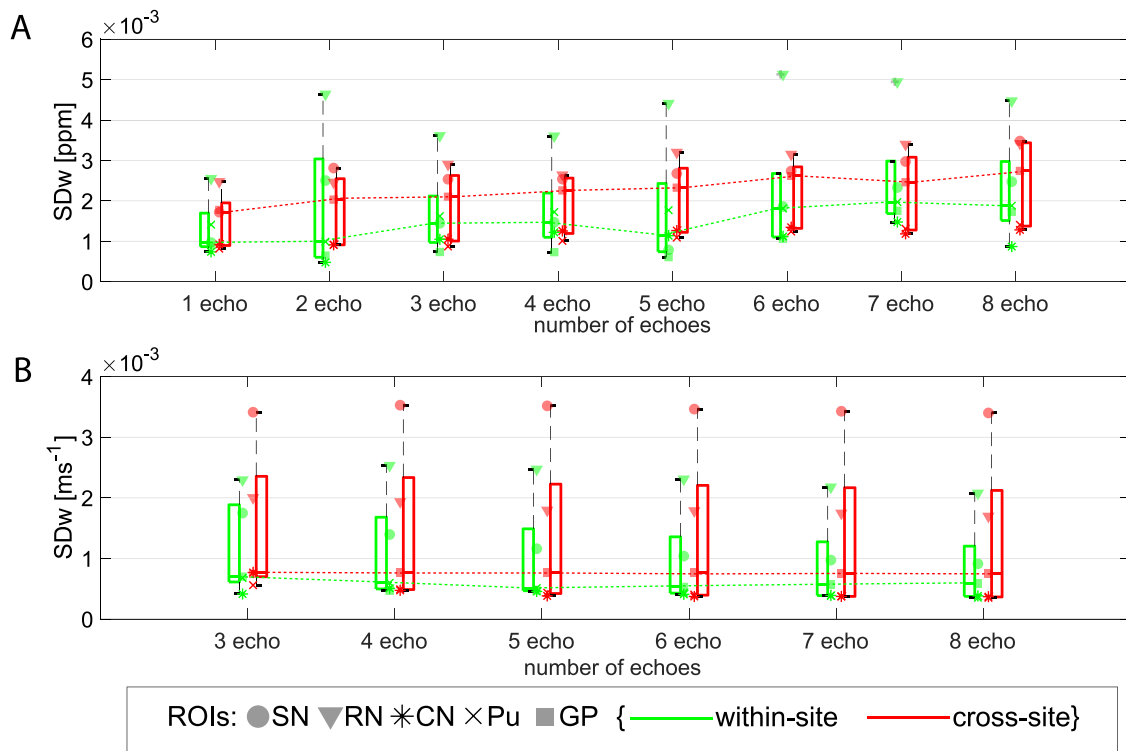 A
×10-3
SDw [ppm]
6
5
4
3
2
1
0
1 echo 2 echo 3 echo 4 echo 5 echo 6 echo 7 echo 8 echo
number of echoes
B
×10-3
SDw [ms-1]
4
3
2
1
0
3 echo 4 echo 5 echo 6 echo 7 echo 8 echo
number of echoes
ROIs: SN RN CN Pu GP { within-site cross-site}